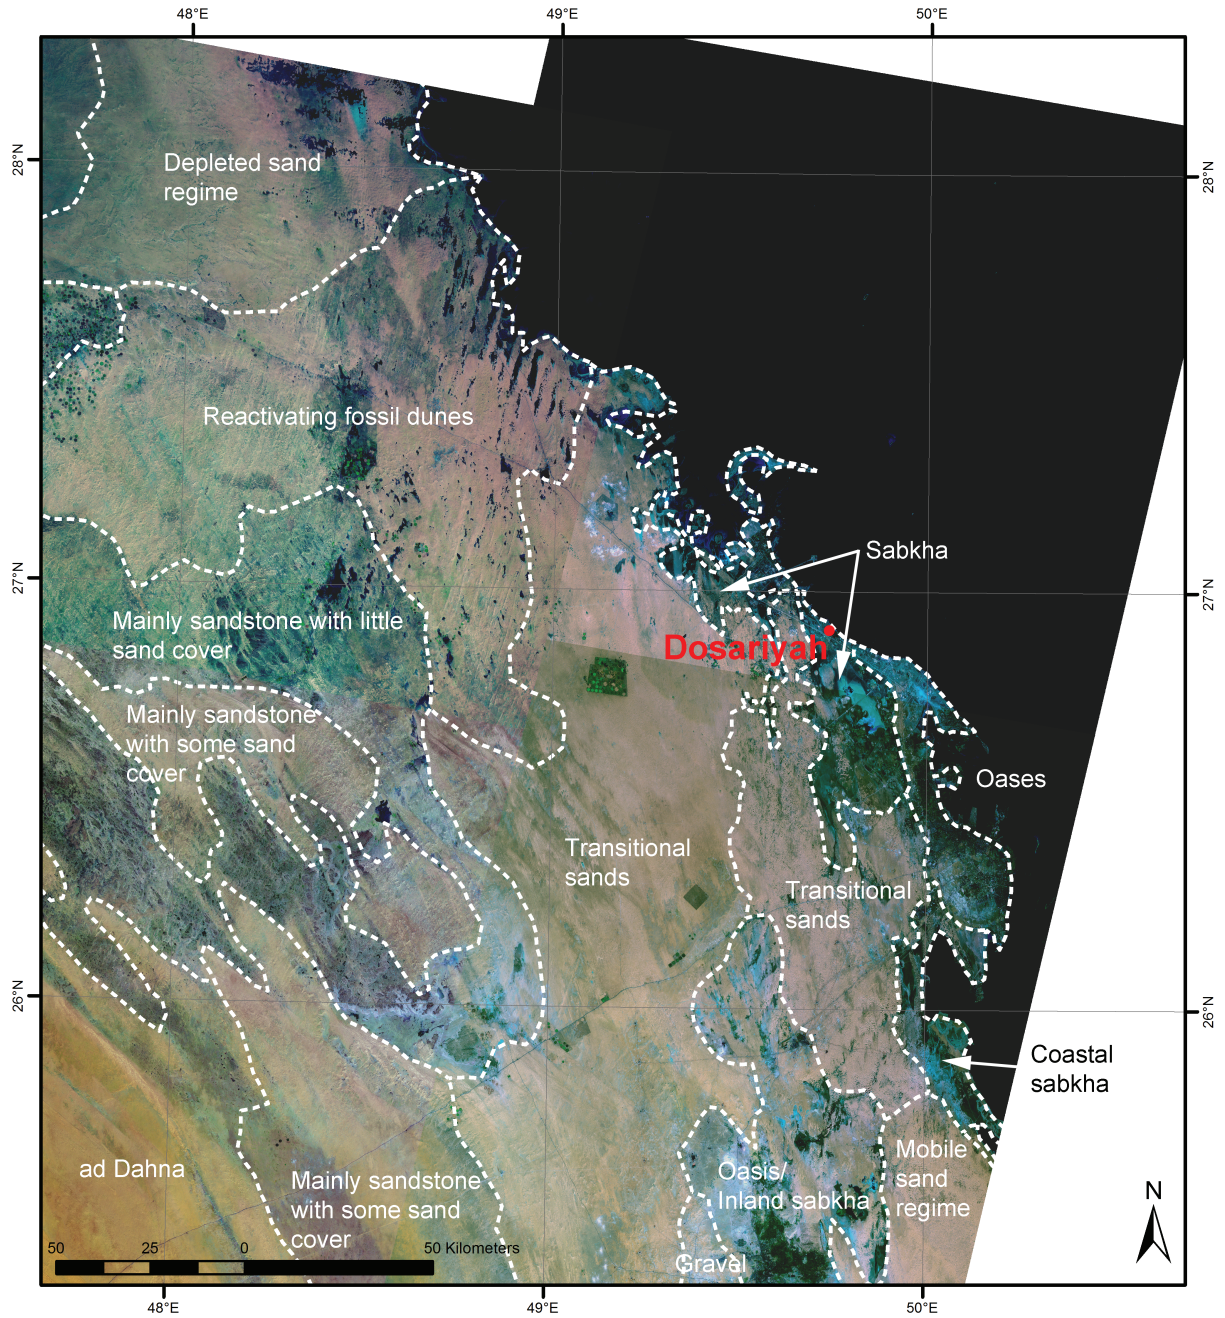 48°E
49°E
50°E
28°N
28°N
Depleted sand
regime
Reactivating fossil dunes
Sabkha
27°N
27°N
Mainly sandstone with little
sand cover
Dosariyah
Mainly sandstone
with some sand
cover
Oases
Transitional
sands
Transitional
sands
26°N
26°N
Coastal
sabkha
ad Dahna
Mainly sandstone
with some sand
cover
Oasis/
Inland sabkha
Mobile
sand
regime
Gravel
N
50
25
0
50 Kilometers
48°E
49°E
50°E